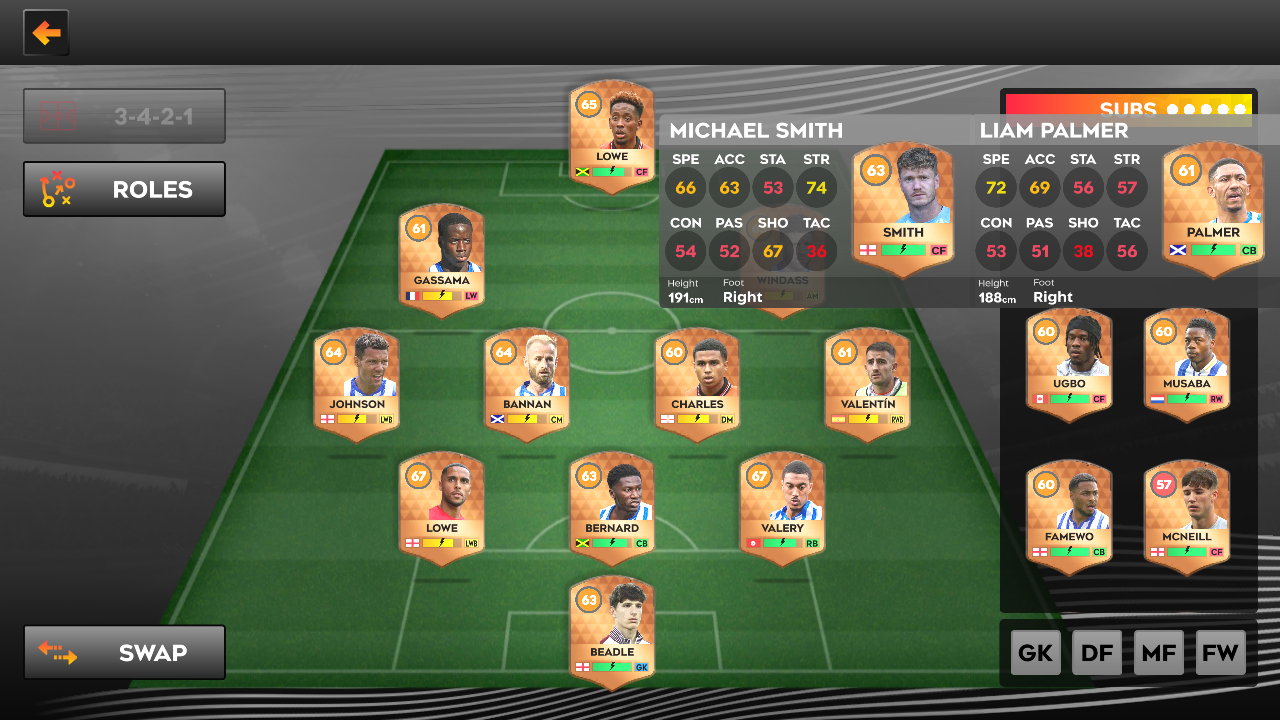 3-4-2-1
ROLES
SWAP
65
LOWE
CF
61
GASSAMA
LW
WINDASS
AM
64
JOHNSON
LWB
64
BANNAN
CM
60
CHARLES
DM
61
VALENTÍN
RWB
67
LOWE
LWB
63
BERNARD
CB
67
VALERY
RB
63
BEADLE
GK
SUBS
MICHAEL SMITH
SPE ACC STA STR
66 63 53 74
CON PAS SHO TAC
54 52 67 36
Height Foot
191cm Right
63
SMITH
CF
LIAM PALMER
SPE ACC STA STR
72 69 56 57
CON PAS SHO TAC
53 51 38 56
Height Foot
188cm Right
61
PALMER
CB
60
UGBO
CF
60
MUSABA
RW
60
FAMEWO
CB
57
MCNEILL
CF
GK DF MF FW